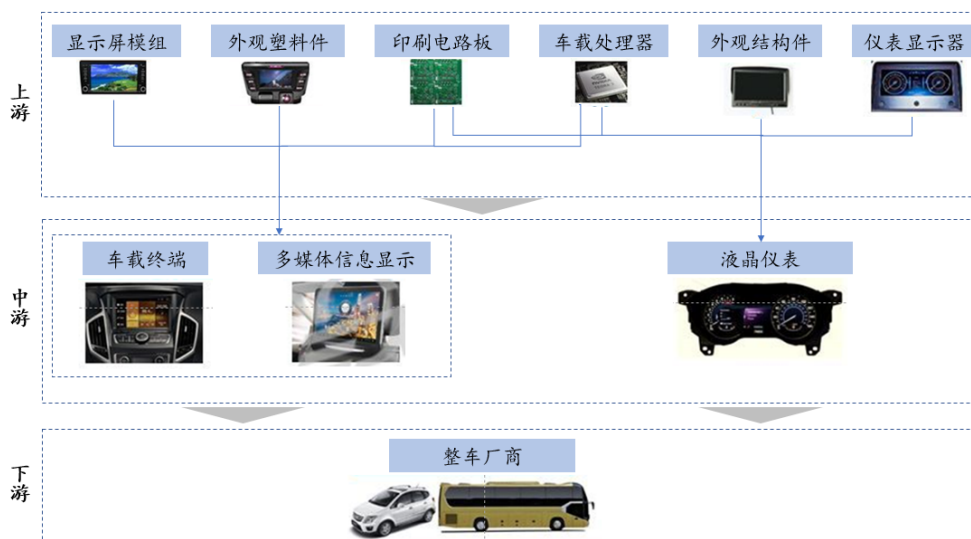 上游
显示屏模组
外观塑料件
印刷电路板
车载处理器
外观结构件
仪表显示器
中游
车载终端
多媒体信息显示
液晶仪表
下游
整车厂商